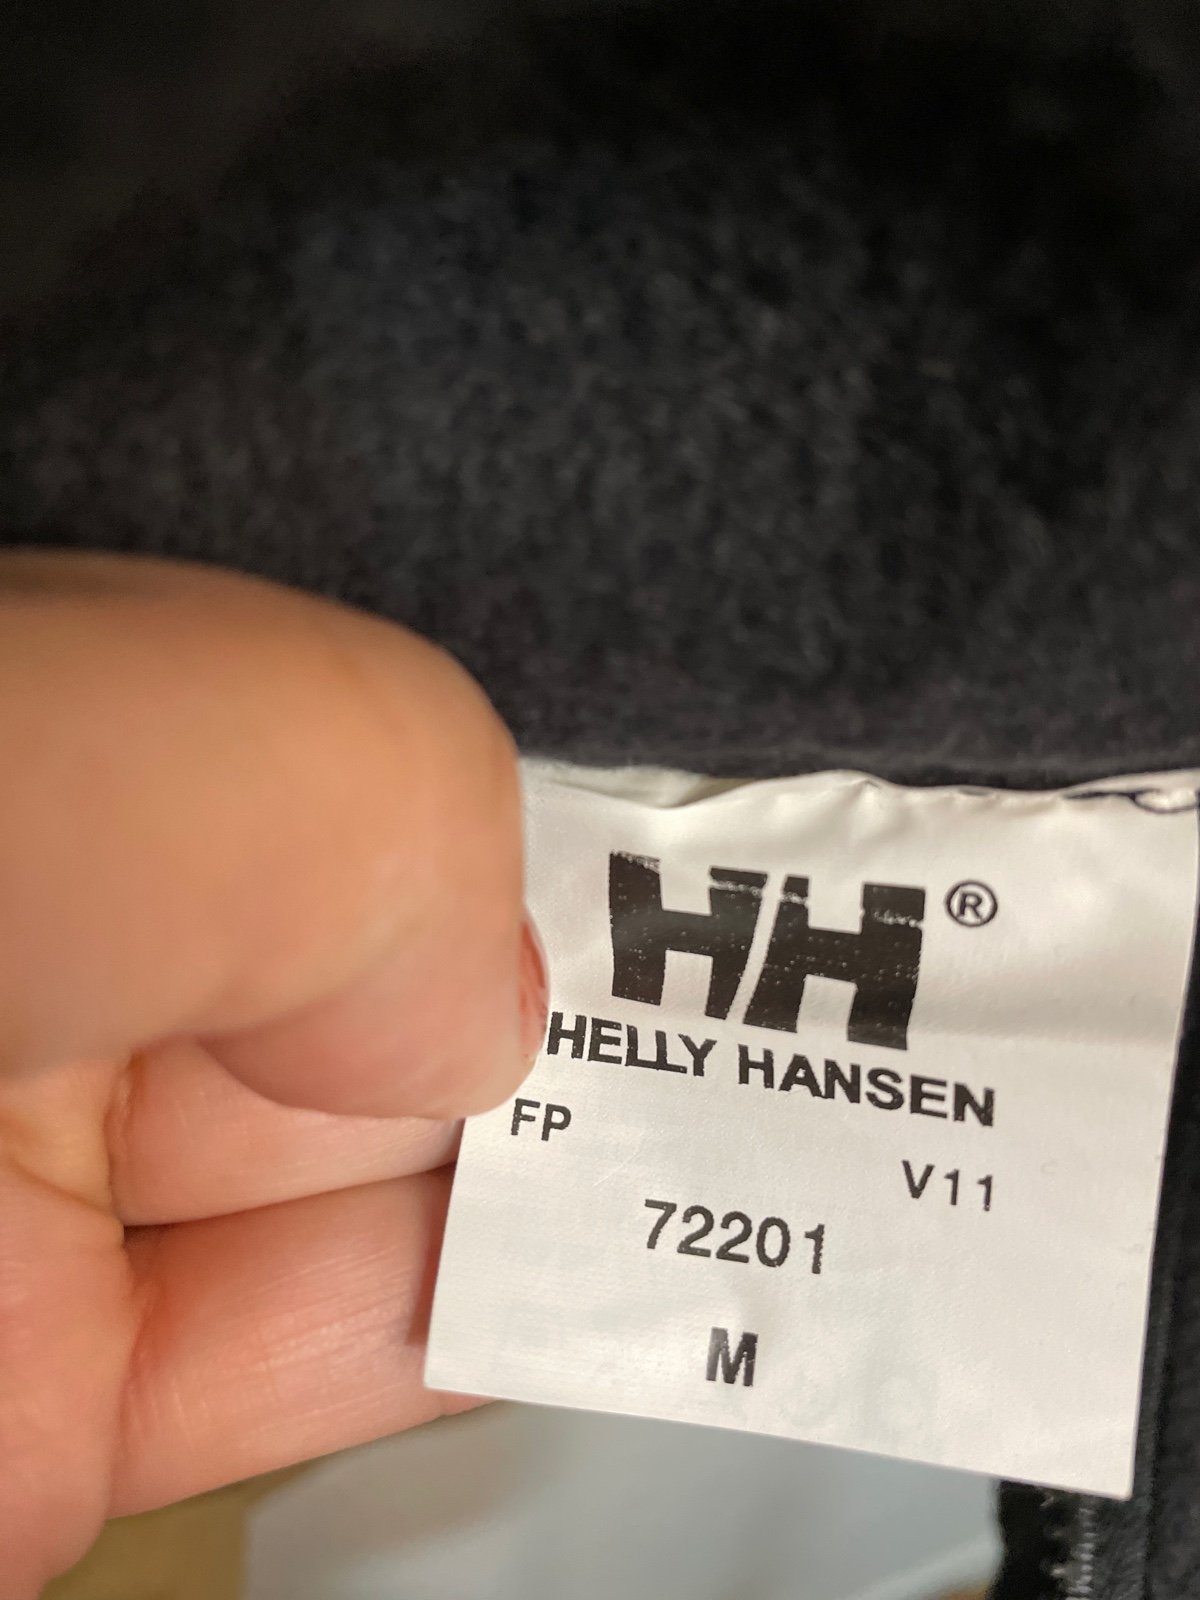 HH®
HELLY HANSEN
FP
V11
72201
M